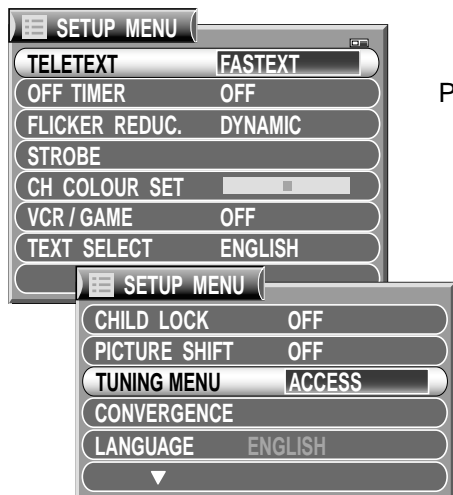 SETUP MENU
TELETEXT FASTEXT
OFF TIMER OFF
FLICKER REDUC. DYNAMIC
STROBE
CH COLOUR SET
VCR / GAME OFF
TEXT SELECT ENGLISH
SETUP MENU
CHILD LOCK OFF
PICTURE SHIFT OFF
TUNING MENU ACCESS
CONVERGENCE
LANGUAGE ENGLISH
P